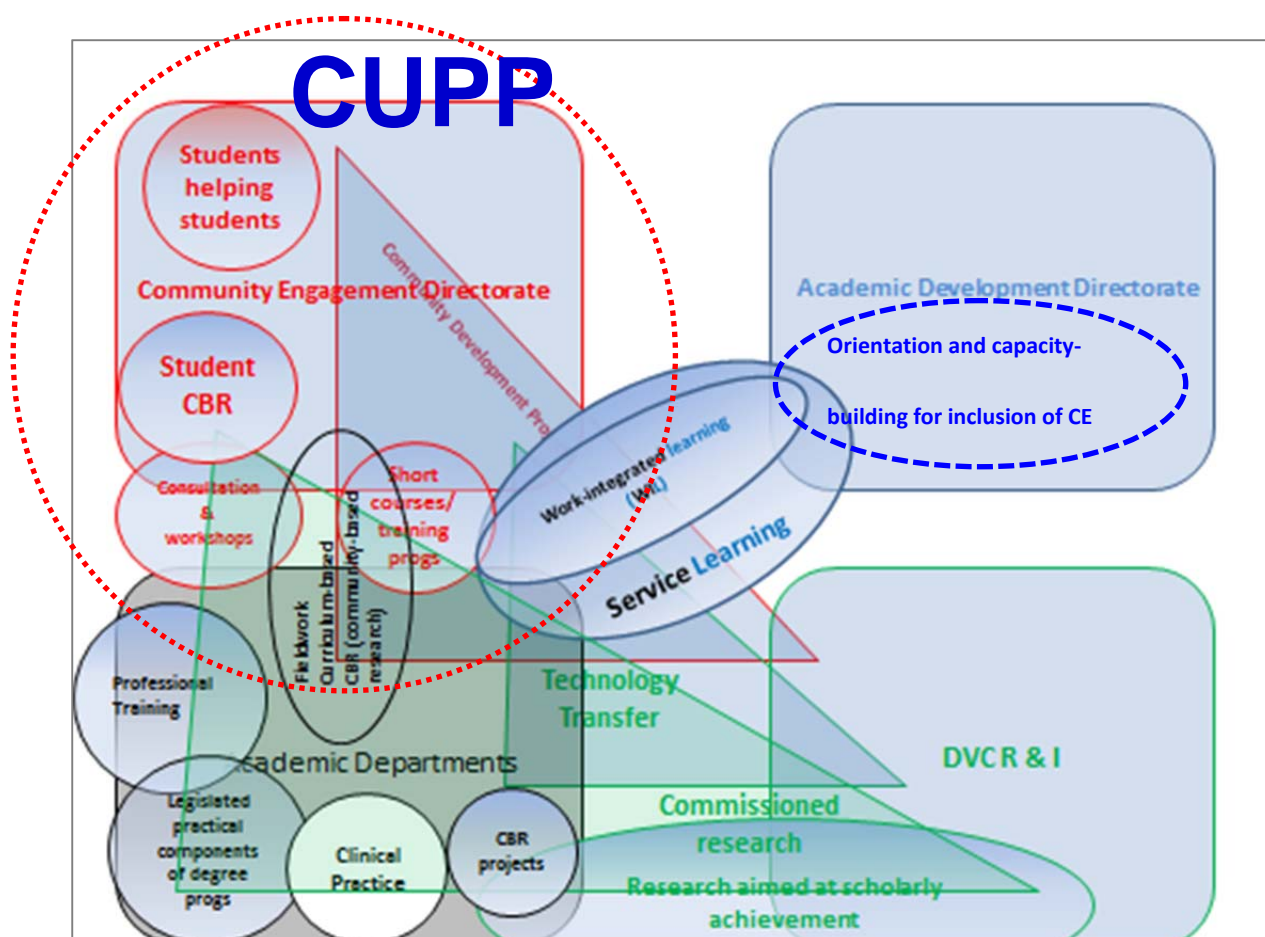 CUPP
Students
helping
students
Community Engagement Directorate
Community Development Pro
Academic Development Directorate
Orientation and capacity-
building for inclusion of CE
Student
CBR
Consultation
&
workshops
Short
courses/
training
progs
Fieldwork
Curriculum-based
CBR (community-based
research)
Work-integrated learning
(WIL)
Service Learning
Professional
Training
Technology
Transfer
Academic Departments
DVC R & I
Legislated
practical
components
of degree
progs
Clinical
Practice
CBR
projects
Commissioned
research
Research aimed at scholarly
achievement